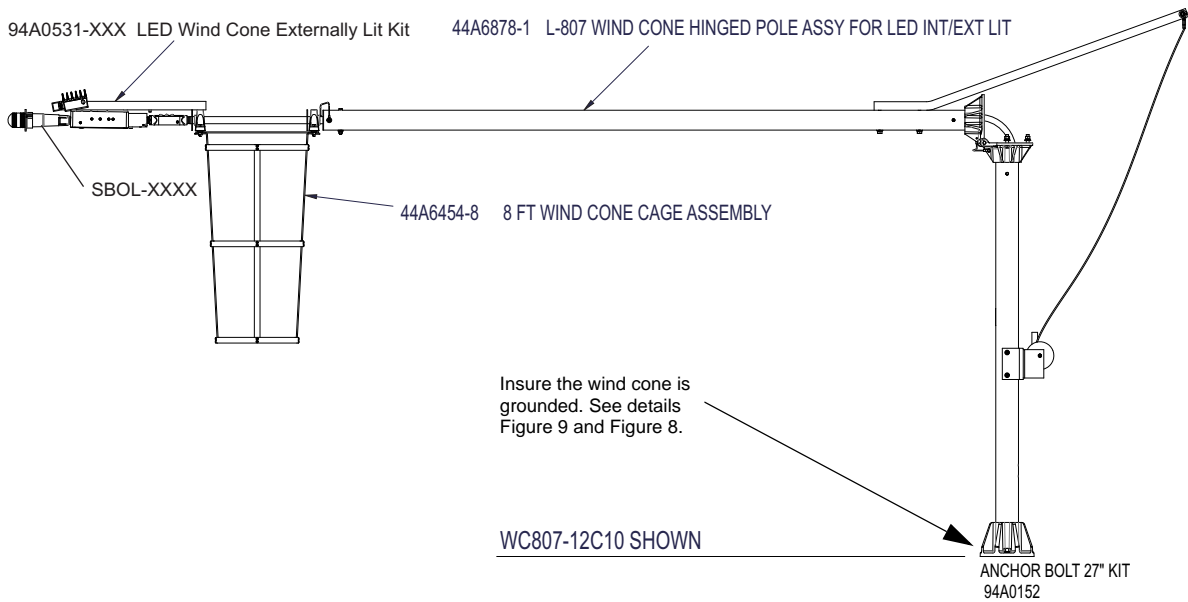 94A0531-XXX LED Wind Cone Externally Lit Kit
44A6878-1 L-807 WIND CONE HINGED POLE ASSY FOR LED INT/EXT LIT
SBOL-XXXX
44A6454-8 8 FT WIND CONE CAGE ASSEMBLY
Insure the wind cone is
grounded. See details
Figure 9 and Figure 8.
WC807-12C10 SHOWN
ANCHOR BOLT 27" KIT
94A0152